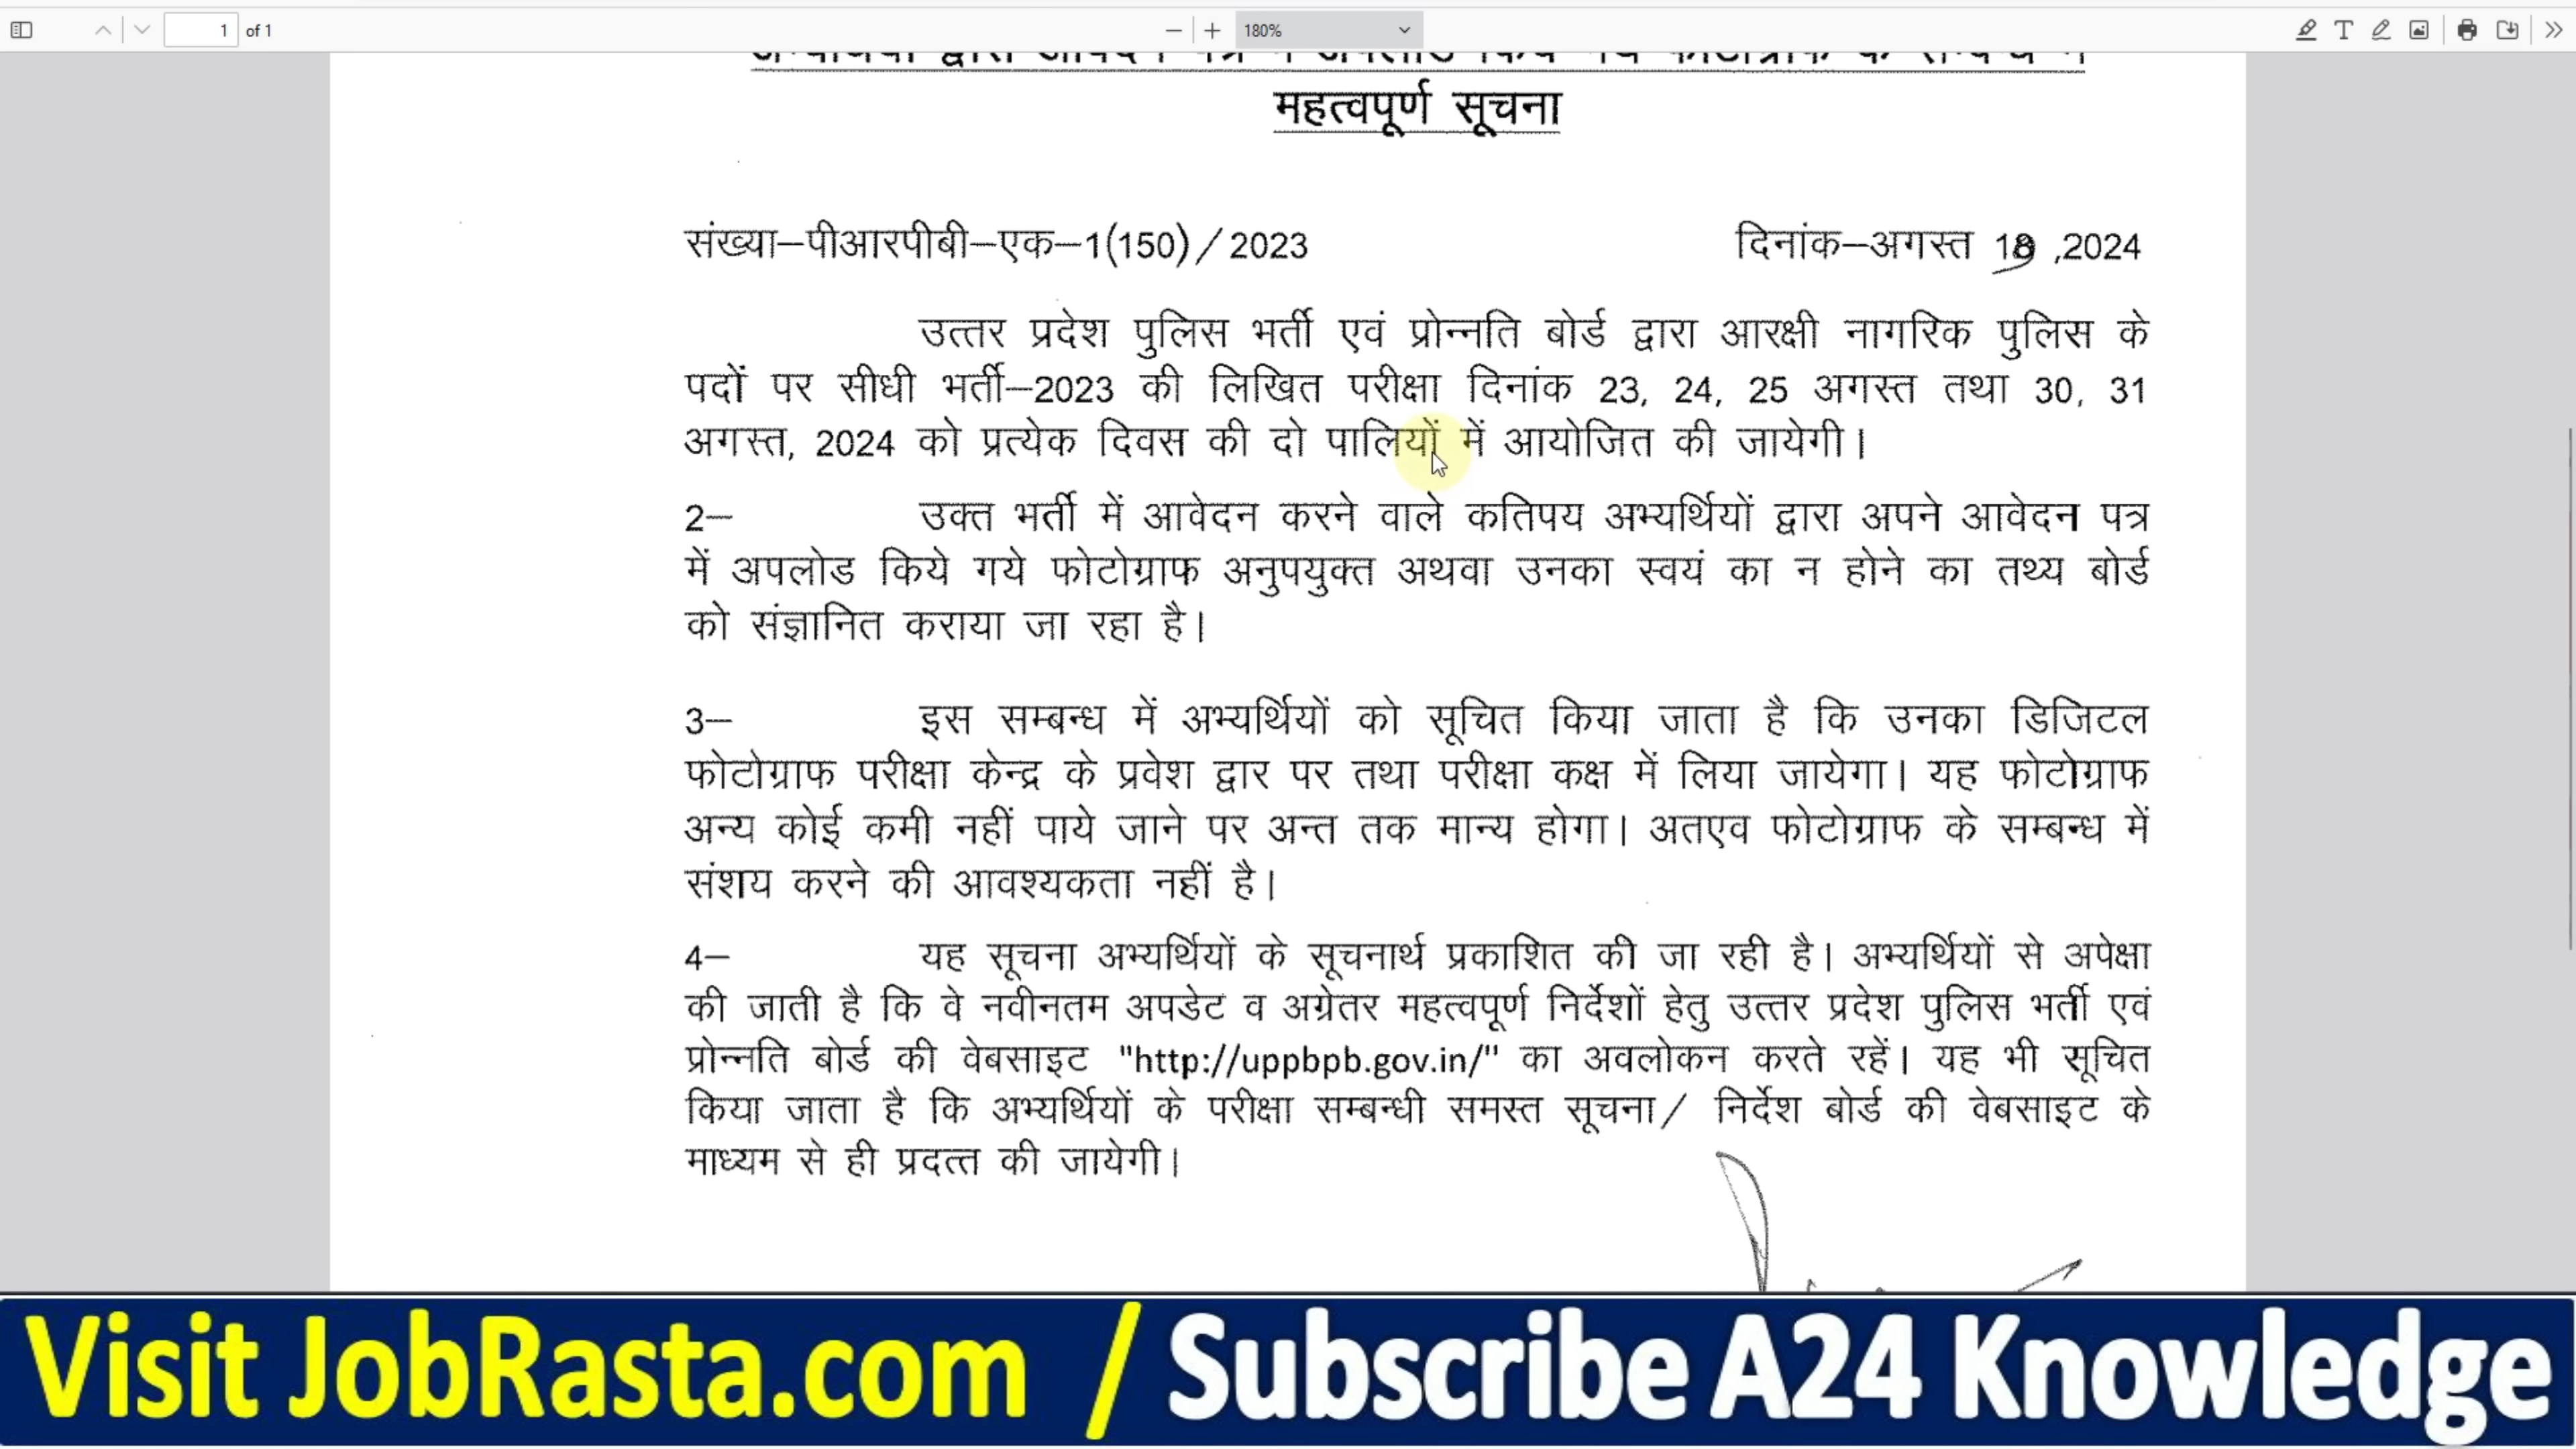 1 of 1
180%
महत्वपूर्ण सूचना
संख्या–पीआरपीबी–एक–1(150)/2023 दिनांक–अगस्त ,2024
उत्तर प्रदेश पुलिस भर्ती एवं प्रोन्नति बोर्ड द्वारा आरक्षी नागरिक पुलिस के
पदों पर सीधी भर्ती–2023 की लिखित परीक्षा दिनांक 23, 24, 25 अगस्त तथा 30, 31
अगस्त, 2024 को प्रत्येक दिवस की दो पालियों में आयोजित की जायेगी।
2– उक्त भर्ती में आवेदन करने वाले कतिपय अभ्यर्थियों द्वारा अपने आवेदन पत्र
में अपलोड किये गये फोटोग्राफ अनुपयुक्त अथवा उनका स्वयं का न होने का तथ्य बोर्ड
को संज्ञानित कराया जा रहा है।
3– इस सम्बन्ध में अभ्यर्थियों को सूचित किया जाता है कि उनका डिजिटल
फोटोग्राफ परीक्षा केन्द्र के प्रवेश द्वार पर तथा परीक्षा कक्ष में लिया जायेगा। यह फोटोग्राफ
अन्य कोई कमी नहीं पाये जाने पर अन्त तक मान्य होगा। अतएव फोटोग्राफ के सम्बन्ध में
संशय करने की आवश्यकता नहीं है।
4– यह सूचना अभ्यर्थियों के सूचनार्थ प्रकाशित की जा रही है। अभ्यर्थियों से अपेक्षा
की जाती है कि वे नवीनतम अपडेट व अग्रेतर महत्वपूर्ण निर्देशों हेतु उत्तर प्रदेश पुलिस भर्ती एवं
प्रोन्नति बोर्ड की वेबसाइट "http://uppbpb.gov.in/" का अवलोकन करते रहें। यह भी सूचित
किया जाता है कि अभ्यर्थियों के परीक्षा सम्बन्धी समस्त सूचना/ निर्देश बोर्ड की वेबसाइट के
माध्यम से ही प्रदत्त की जायेगी।
Visit JobRasta.com / Subscribe A24 Knowledge